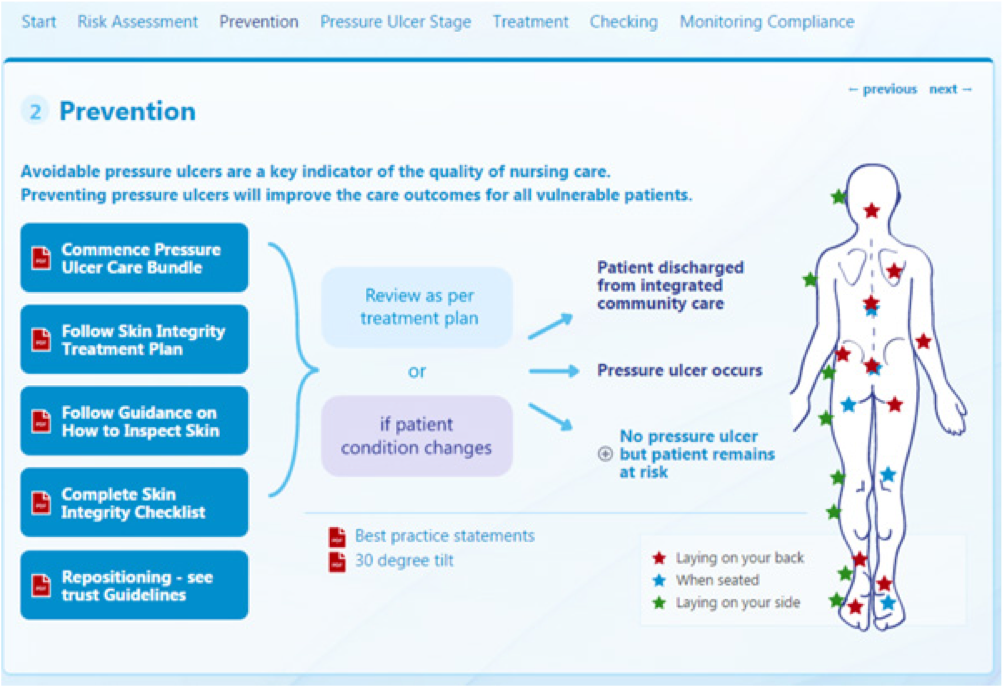 Start Risk Assessment Prevention Pressure Ulcer Stage Treatment Checking Monitoring Compliance
← previous next →
2 Prevention
Avoidable pressure ulcers are a key indicator of the quality of nursing care.
Preventing pressure ulcers will improve the care outcomes for all vulnerable patients.
Commence Pressure
Ulcer Care Bundle
Follow Skin Integrity
Treatment Plan
Follow Guidance on
How to Inspect Skin
Complete Skin
Integrity Checklist
Repositioning - see
trust Guidelines
Review as per
treatment plan
or
if patient
condition changes
Patient discharged
from integrated
community care
Pressure ulcer occurs
No pressure ulcer
but patient remains
at risk
Best practice statements
30 degree tilt
Laying on your back
When seated
Laying on your side